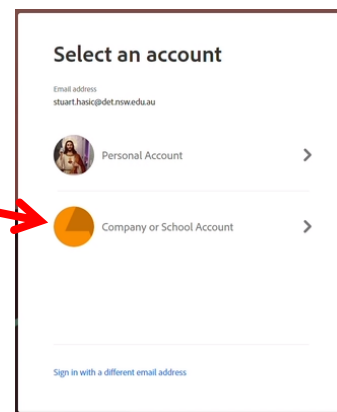 Select an account
Email address
stuart.hasic@det.nsw.edu.au
Personal Account
Company or School Account
Sign in with a different email address